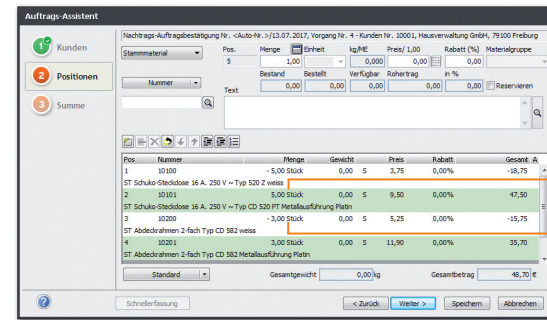 Auftrags-Assistent
Nachtrags-Auftragsbestätigung Nr. <Auto-Nr.>/13.07.2017, Vorgang Nr. 4 - Kunden Nr. 10001, Hausverwaltung GmbH, 79100 Freiburg
1 Kunden
2 Positionen
3 Summe
Stammmaterial
Pos. Menge Einheit kg/ME Preis/ 1,00 Rabatt (%) Materialgruppe
5 1,00 0,000 0,00 0,00
Bestand Bestellt Verfügbar Rohertrag in %
Nummer 0,00 0,00 0,00 0,00 0,00 Reservieren
Text
Pos Nummer Menge Gewicht Preis Rabatt Gesamt A
1 10100 - 5,00 Stück 0,00 S 3,75 0,00% -18,75
ST Schuko-Steckdose 16 A. 250 V ~ Typ 520 Z weiss
2 10101 5,00 Stück 0,00 S 9,50 0,00% 47,50
ST Schuko-Steckdose 16 A. 250 V ~ Typ CD 520 PT Metallausführung Platin
3 10200 - 3,00 Stück 0,00 S 5,25 0,00% -15,75
ST Abdeckrahmen 2-fach Typ CD 582 weiss
4 10201 3,00 Stück 0,00 S 11,90 0,00% 35,70
ST Abdeckrahmen 2-fach Typ CD 582 Metallausführung Platin
Standard Gesamtgewicht 0,00 kg Gesamtbetrag 48,70 €
Schnellerfassung < Zurück Weiter > Speichern Abbrechen